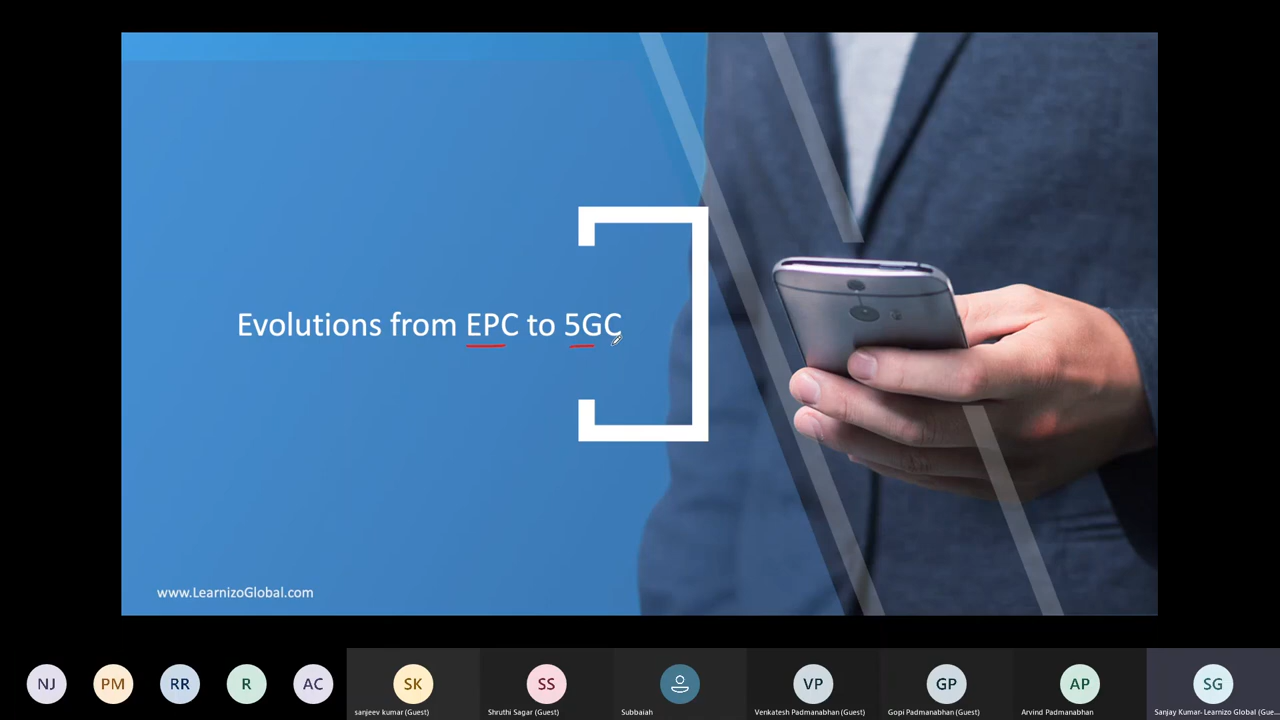 Evolutions from EPC to 5GC
www.LearnizoGlobal.com
NJ
PM
RR
R
AC
SK
SS
VP
GP
AP
SG
sanjeev kumar (Guest)
Shruthi Sagar (Guest)
Subbaiah
Venkatesh Padmanabhan (Guest)
Gopi Padmanabhan (Guest)
Arvind Padmanabhan
Sanjay Kumar- Learnizo Global (Gue...